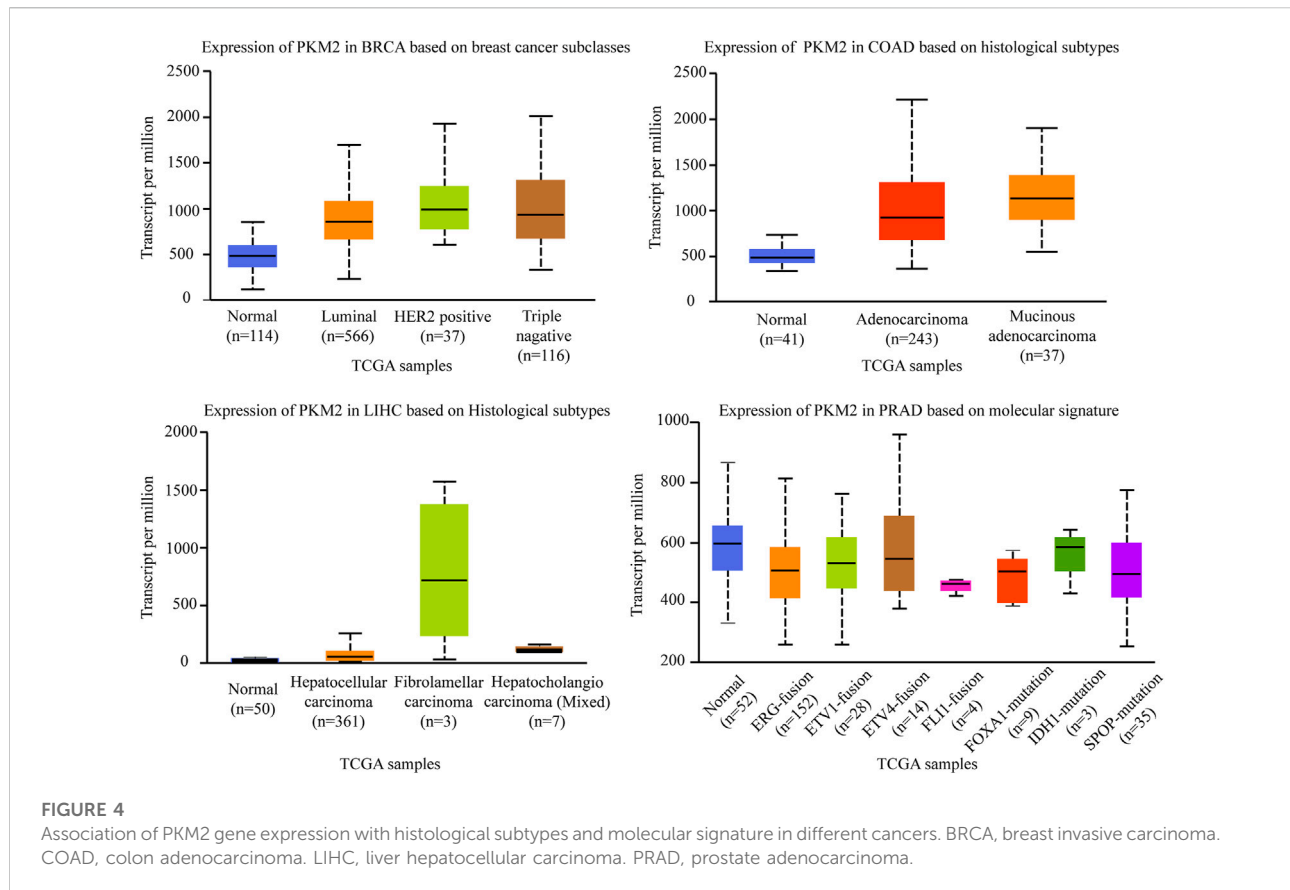 Expression of PKM2 in BRCA based on breast cancer subclasses
Transcript per million
2500
2000
1500
1000
500
0
Normal
(n=114)
Luminal
(n=566)
HER2 positive
(n=37)
Triple
nagative
(n=116)
TCGA samples
Expression of PKM2 in COAD based on histological subtypes
Transcript per million
2500
2000
1500
1000
500
0
Normal
(n=41)
Adenocarcinoma
(n=243)
Mucinous
adenocarcinoma
(n=37)
TCGA samples
Expression of PKM2 in LIHC based on Histological subtypes
Transcript per million
2000
1500
1000
500
0
Normal
(n=50)
Hepatocellular
carcinoma
(n=361)
Fibrolamellar
carcinoma
(n=3)
Hepatocholangio
carcinoma (Mixed)
(n=7)
TCGA samples
Expression of PKM2 in PRAD based on molecular signature
Transcript per million
1000
800
600
400
200
Normal
(n=52)
ERG-fusion
(n=152)
ETV1-fusion
(n=28)
ETV4-fusion
(n=14)
FLI1-fusion
(n=4)
FOXA1-mutation
(n=9)
IDH1-mutation
(n=3)
SPOP-mutation
(n=35)
TCGA samples
FIGURE 4
Association of PKM2 gene expression with histological subtypes and molecular signature in different cancers. BRCA, breast invasive carcinoma.
COAD, colon adenocarcinoma. LIHC, liver hepatocellular carcinoma. PRAD, prostate adenocarcinoma.